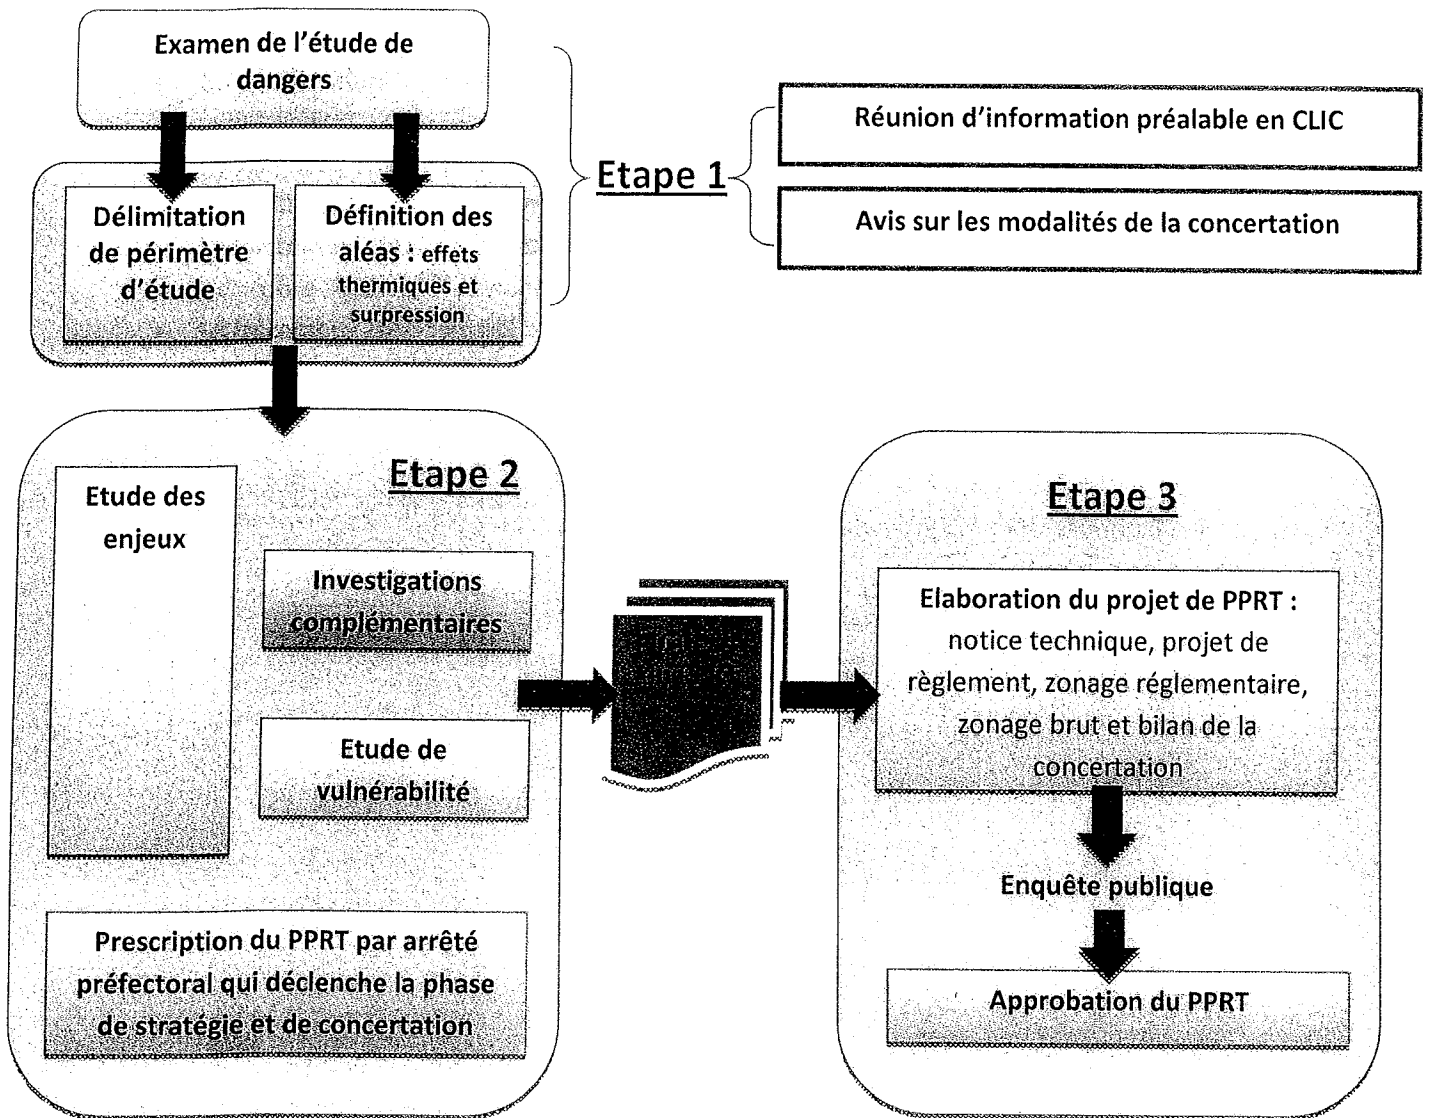 Examen de l'étude de
dangers
Délimitation
de périmètre
d'étude
Définition des
aléas : effets
thermiques et
surpression
Etape 1
Réunion d'information préalable en CLIC
Avis sur les modalités de la concertation
Etape 2
Etude des
enjeux
Investigations
complémentaires
Etude de
vulnérabilité
Prescription du PPRT par arrêté
préfectoral qui déclenche la phase
de stratégie et de concertation
Etape 3
Elaboration du projet de PPRT :
notice technique, projet de
règlement, zonage réglementaire,
zonage brut et bilan de la
concertation
Enquête publique
Approbation du PPRT